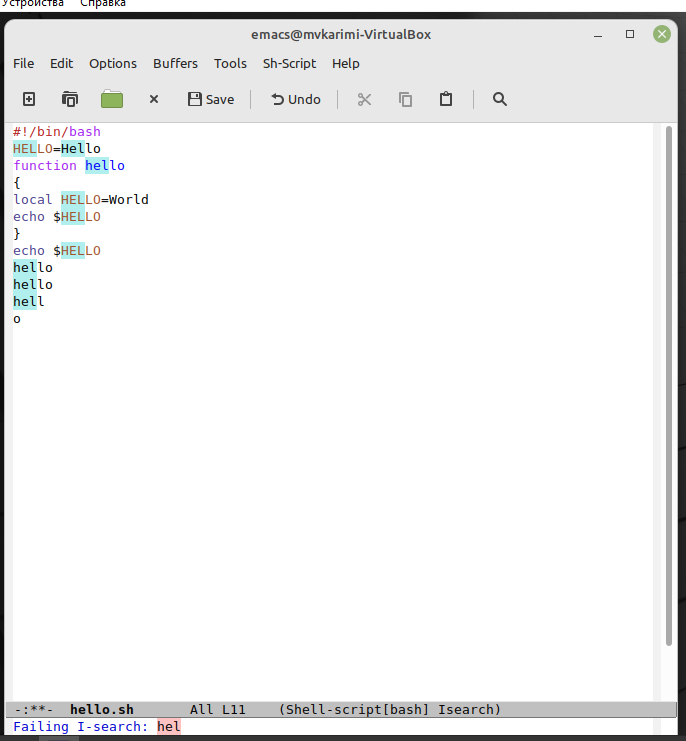 Устройства Справка
emacs@mvkarimi-VirtualBox
File Edit Options Buffers Tools Sh-Script Help
Save Undo
#!/bin/bash
HELLO=Hello
function hello
{
local HELLO=World
echo $HELLO
}
echo $HELLO
hello
hello
hell
o
-:**- hello.sh All L11 (Shell-script[bash] Isearch)
Failing I-search: hel